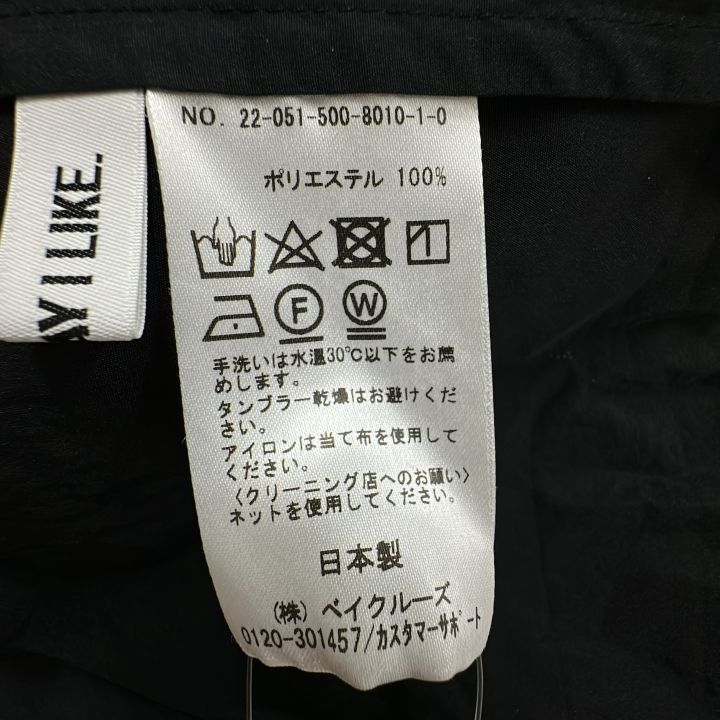 NO. 22-051-500-8010-1-0
ポリエステル 100%
F
W
手洗いは水温30℃以下をお薦
めします。
タンブラー乾燥はお避けくだ
さい。
アイロンは当て布を使用して
ください。
〈クリーニング店へのお願い〉
ネットを使用してください。
日本製
(株) ベイクルーズ
0120-301457/カスタマーサポート
AY I LIKE.